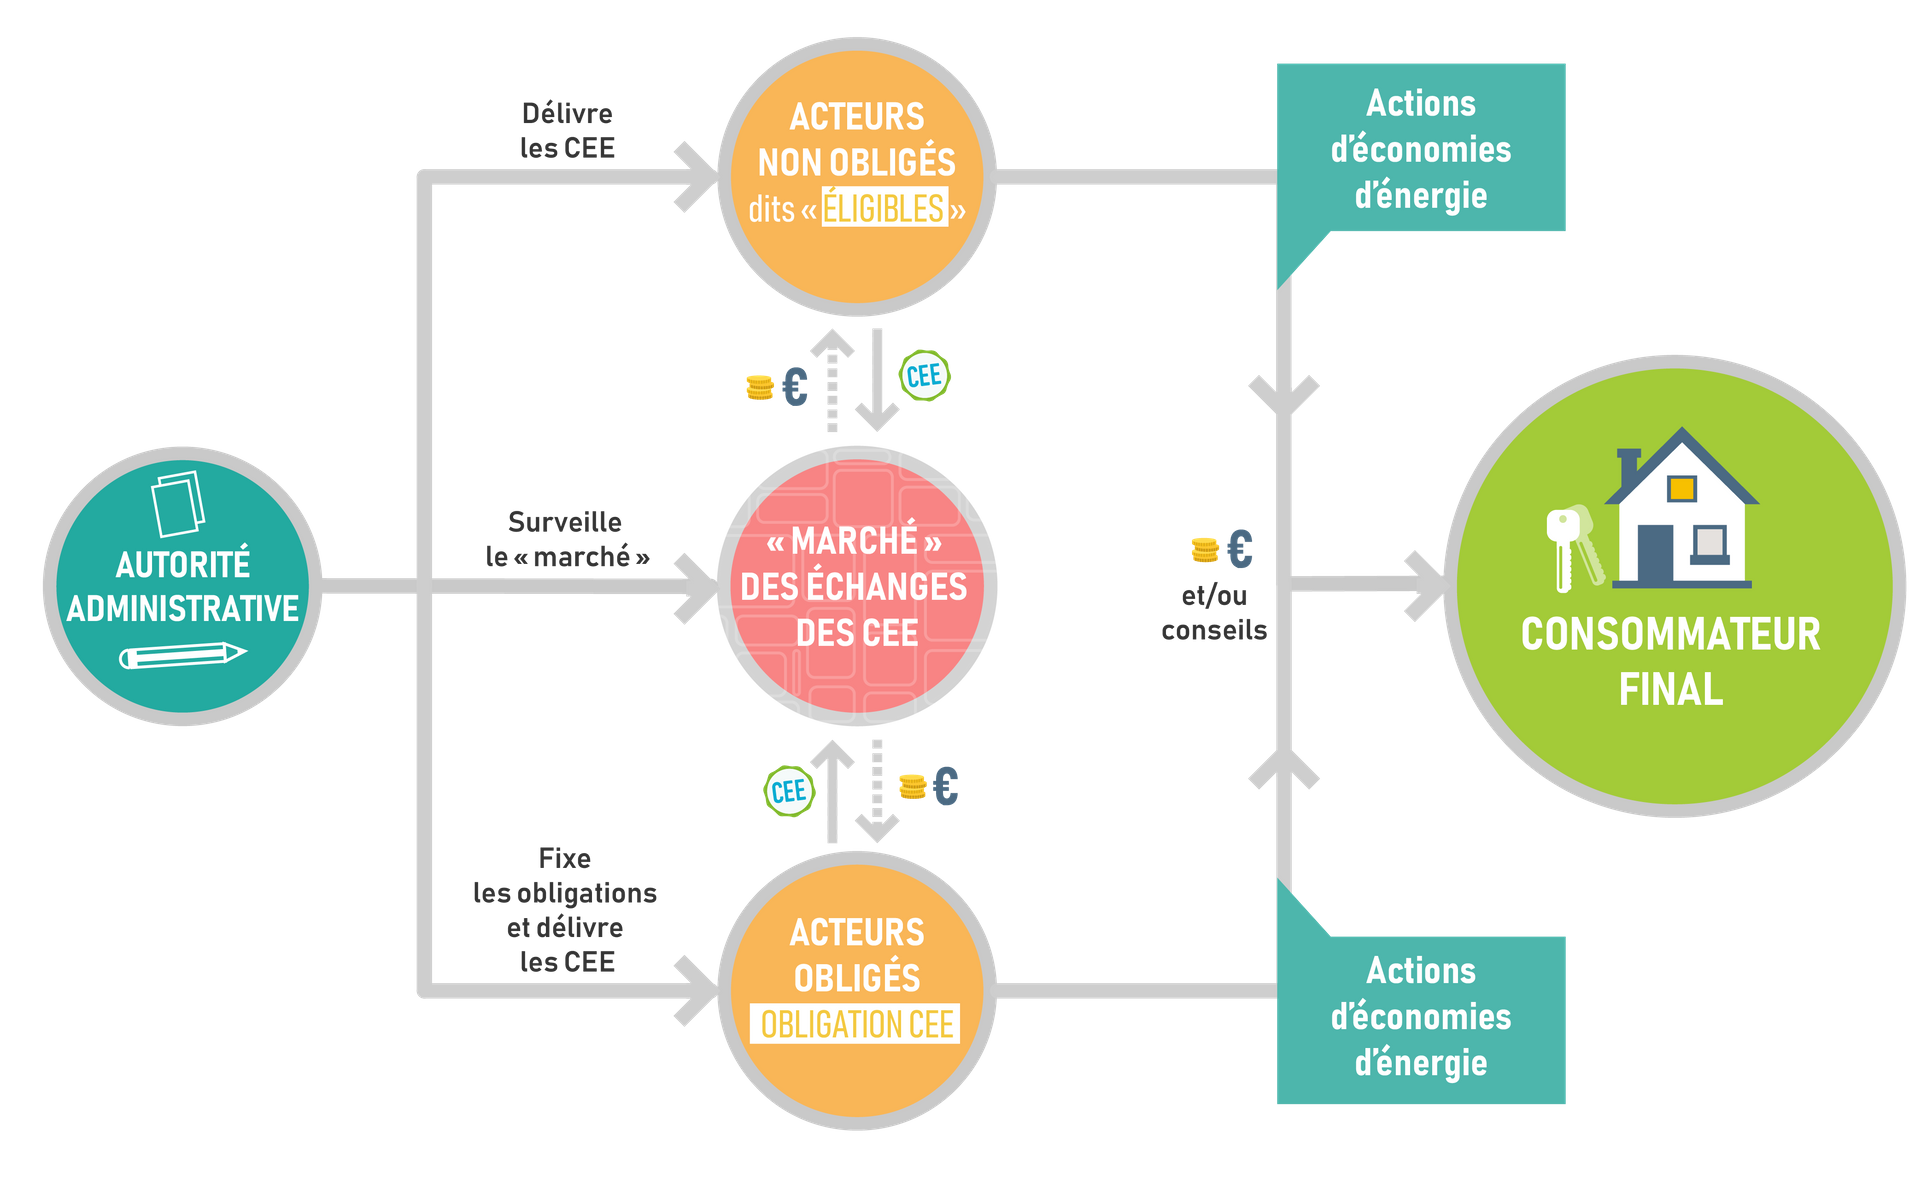 Délivre
les CEE
ACTEURS
NON OBLIGÉS
dits « ÉLIGIBLES »
Actions
d'économies
d'énergie
€
CEE
AUTORITÉ
ADMINISTRATIVE
Surveille
le « marché »
« MARCHÉ »
DES ÉCHANGES
DES CEE
€
et/ou
conseils
CONSOMMATEUR
FINAL
CEE
€
Fixe
les obligations
et délivre
les CEE
ACTEURS
OBLIGÉS
OBLIGATION CEE
Actions
d'économies
d'énergie